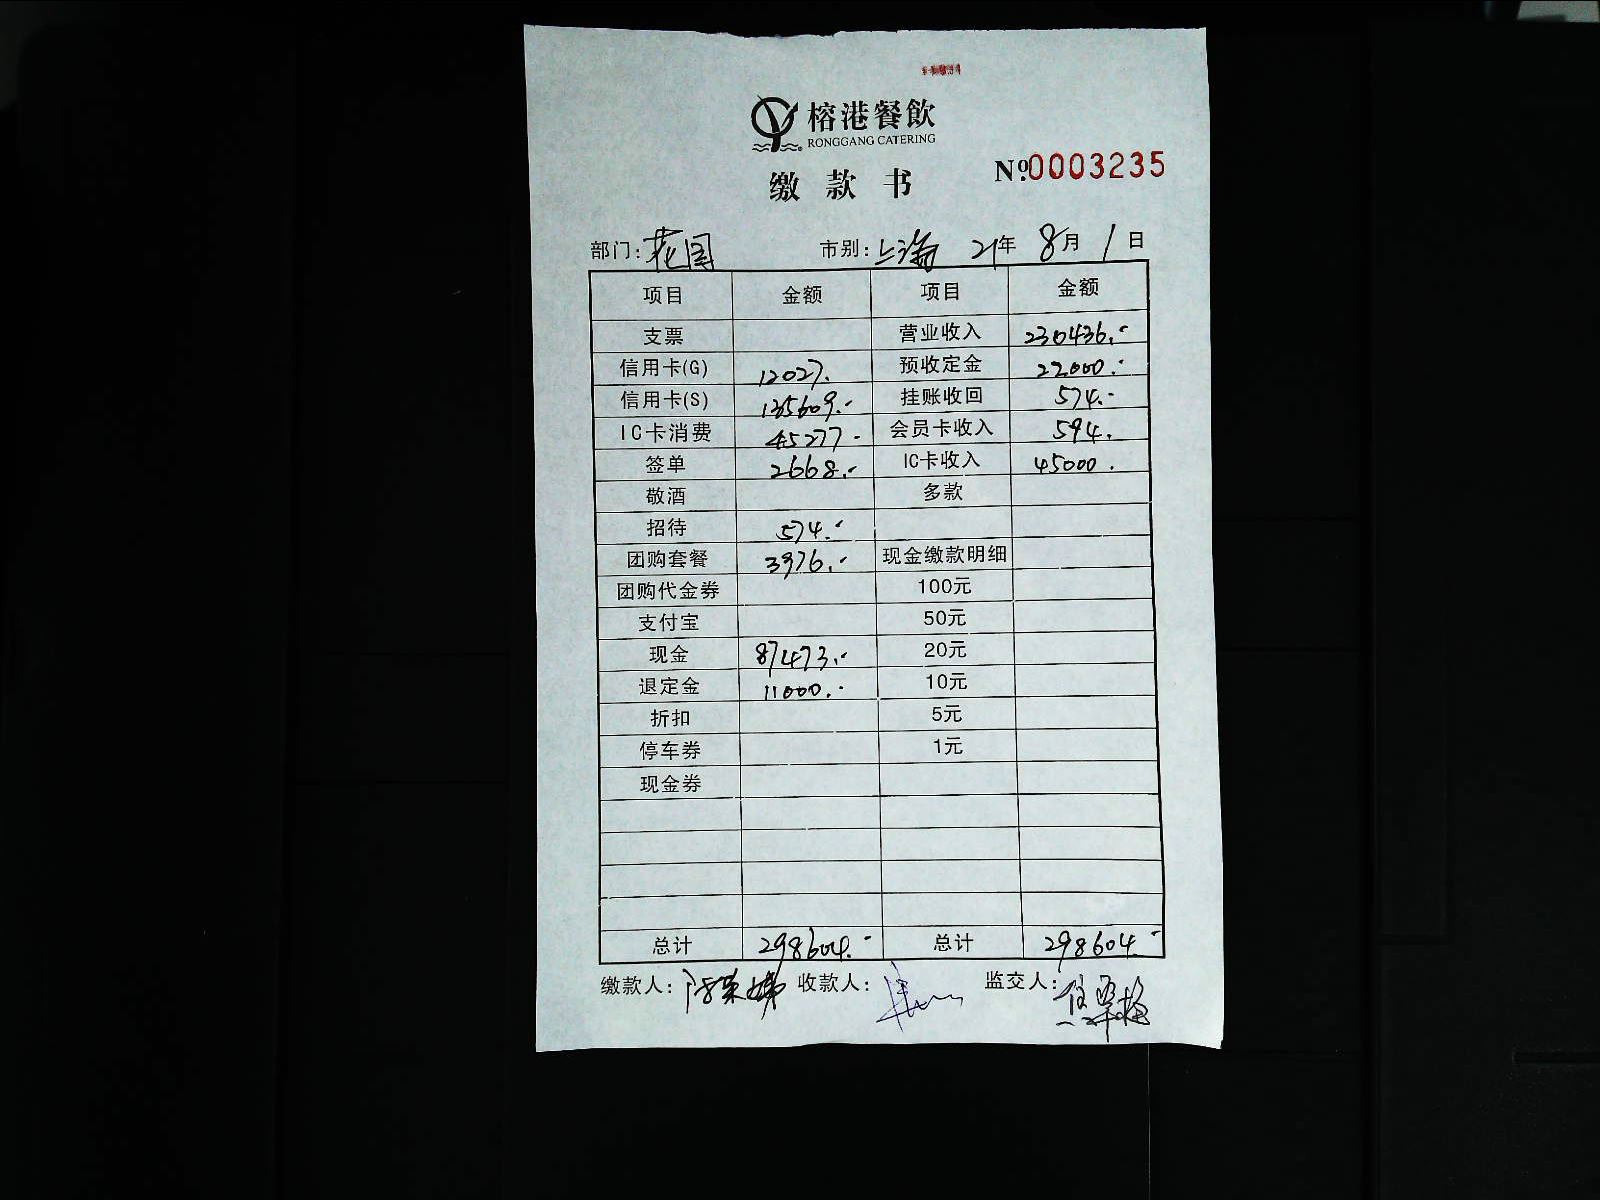 榕港餐飲
RONGGANG CATERING
缴款书
Nº 0003235
部门: 花园 市别: 上海 21年 8月 1日
项目 金额 项目 金额
支票 营业收入 230436.-
信用卡(G) 12027. 预收定金 22000.-
信用卡(S) 135609.- 挂账收回 574.-
IC卡消费 45277.- 会员卡收入 594.
签单 2668.- IC卡收入 45000.
敬酒 多款
招待 574.-
团购套餐 3976.- 现金缴款明细
团购代金券 100元
支付宝 50元
现金 87473.- 20元
退定金 11000.- 10元
折扣 5元
停车券 1元
现金券
总计 298604.- 总计 298604.-
缴款人: 收款人: 监交人: